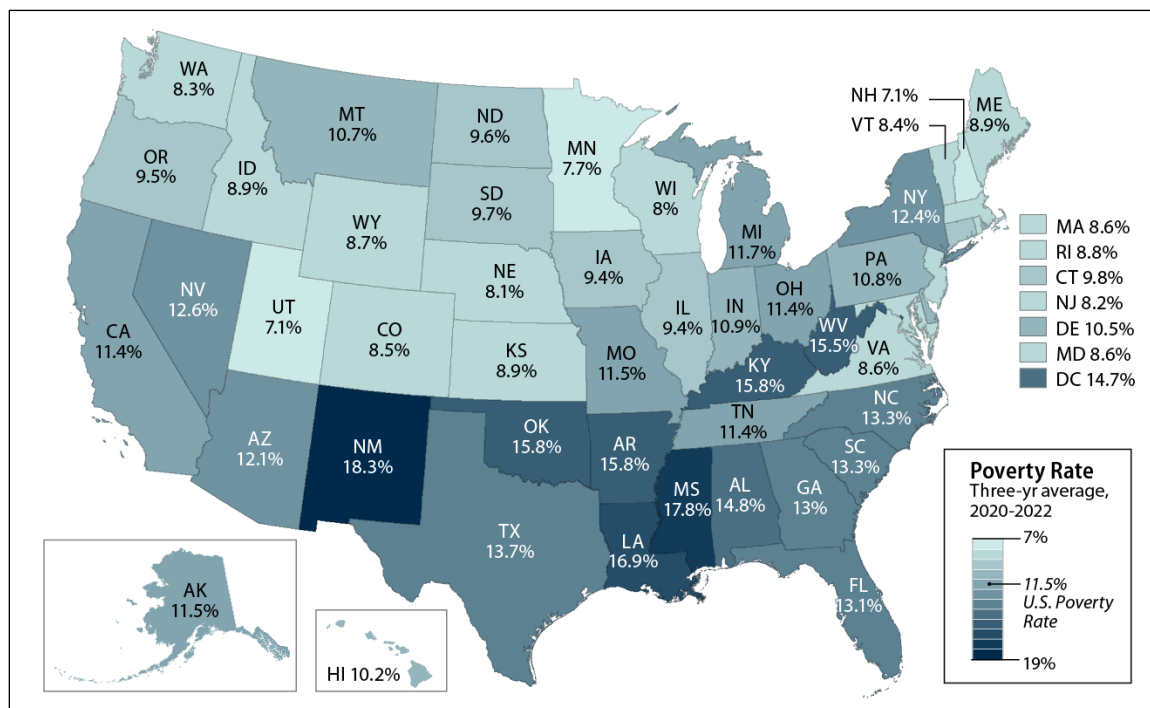 WA
8.3%
OR
9.5%
CA
11.4%
ID
8.9%
NV
12.6%
MT
10.7%
WY
8.7%
UT
7.1%
AZ
12.1%
CO
8.5%
NM
18.3%
ND
9.6%
SD
9.7%
NE
8.1%
KS
8.9%
OK
15.8%
TX
13.7%
MN
7.7%
IA
9.4%
MO
11.5%
AR
15.8%
LA
16.9%
WI
8%
IL
9.4%
MI
11.7%
IN
10.9%
OH
11.4%
KY
15.8%
TN
11.4%
MS
17.8%
AL
14.8%
GA
13%
FL
13.1%
SC
13.3%
NC
13.3%
VA
8.6%
WV
15.5%
PA
10.8%
NY
12.4%
NH 7.1%
VT 8.4%
ME
8.9%
MA 8.6%
RI 8.8%
CT 9.8%
NJ 8.2%
DE 10.5%
MD 8.6%
DC 14.7%
AK
11.5%
HI 10.2%
Poverty Rate
Three-yr average,
2020-2022
7%
11.5%
U.S. Poverty
Rate
19%